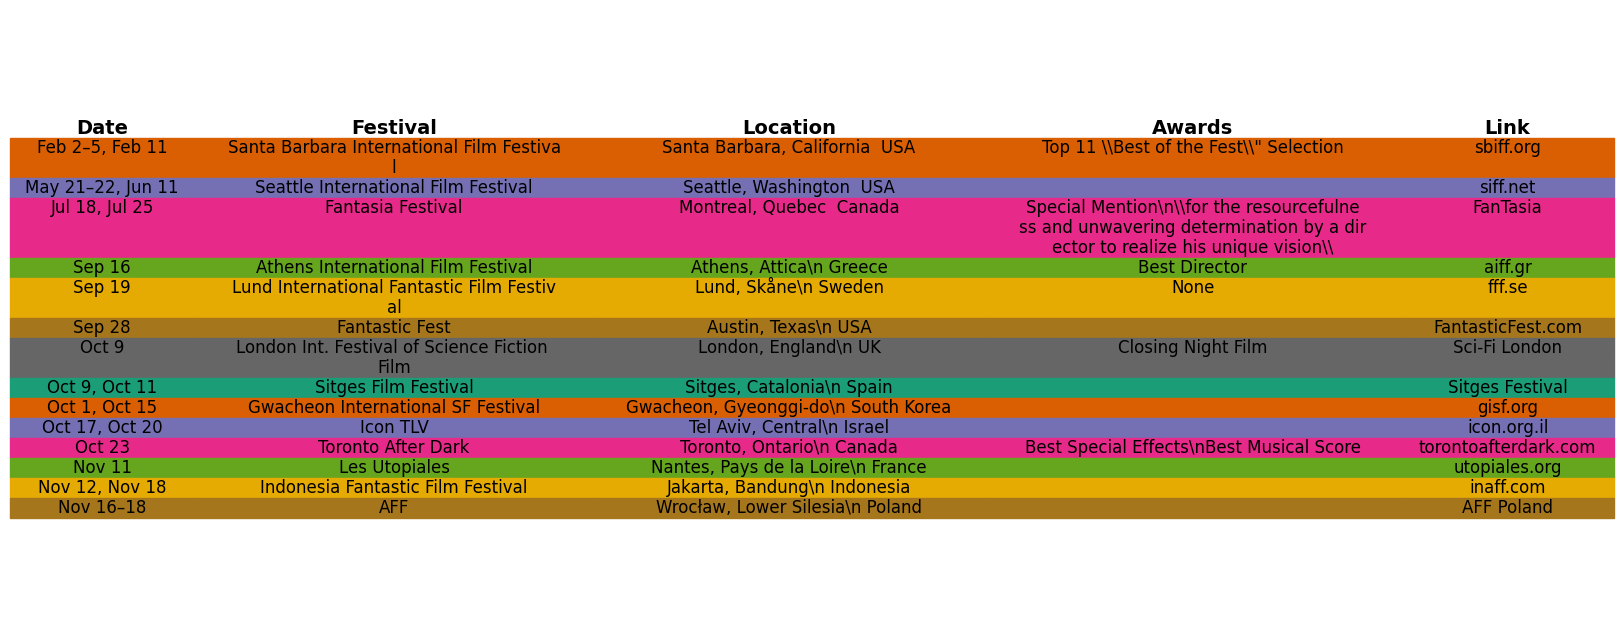 Date Festival Location Awards Link
Feb 2–5, Feb 11 Santa Barbara International Film Festiva Santa Barbara, California  USA Top 11 \\Best of the Fest\\" Selection sbiff.org
l
May 21–22, Jun 11 Seattle International Film Festival Seattle, Washington  USA siff.net
Jul 18, Jul 25 Fantasia Festival Montreal, Quebec  Canada Special Mention\n\\for the resourcefulne FanTasia
ss and unwavering determination by a dir
ector to realize his unique vision\\
Sep 16 Athens International Film Festival Athens, Attica\n Greece Best Director aiff.gr
Sep 19 Lund International Fantastic Film Festiv Lund, Skåne\n Sweden None fff.se
al
Sep 28 Fantastic Fest Austin, Texas\n USA FantasticFest.com
Oct 9 London Int. Festival of Science Fiction London, England\n UK Closing Night Film Sci-Fi London
Film
Oct 9, Oct 11 Sitges Film Festival Sitges, Catalonia\n Spain Sitges Festival
Oct 1, Oct 15 Gwacheon International SF Festival Gwacheon, Gyeonggi-do\n South Korea gisf.org
Oct 17, Oct 20 Icon TLV Tel Aviv, Central\n Israel icon.org.il
Oct 23 Toronto After Dark Toronto, Ontario\n Canada Best Special Effects\nBest Musical Score torontoafterdark.com
Nov 11 Les Utopiales Nantes, Pays de la Loire\n France utopiales.org
Nov 12, Nov 18 Indonesia Fantastic Film Festival Jakarta, Bandung\n Indonesia inaff.com
Nov 16–18 AFF Wrocław, Lower Silesia\n Poland AFF Poland